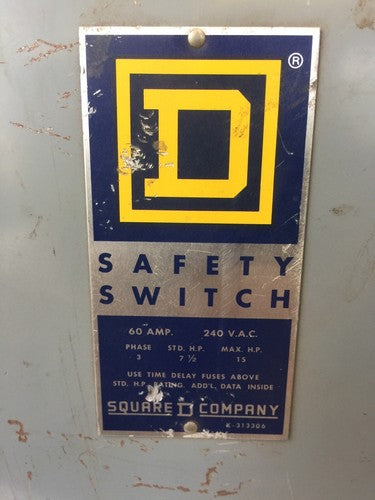 D ®
SAFETY
SWITCH
60 AMP. 240 V.A.C.
PHASE STD. H.P. MAX. H.P.
3 7 ½ 15
USE TIME DELAY FUSES ABOVE
STD. H.P. RATING. ADD'L. DATA INSIDE
SQUARE D COMPANY
K-313306